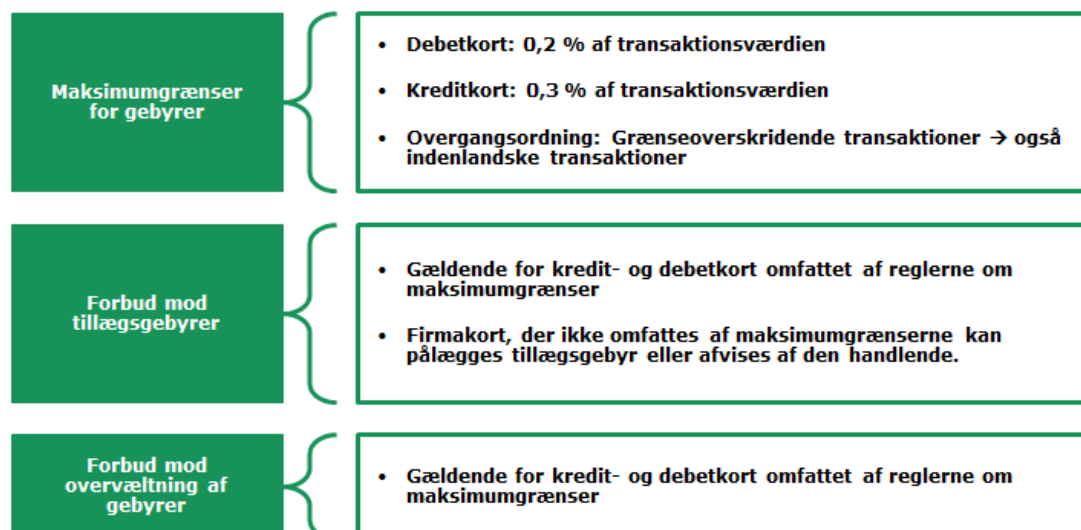 Maksimumgrænser
for gebyrer
• Debetkort: 0,2 % af transaktionsværdien
• Kreditkort: 0,3 % af transaktionsværdien
• Overgangsordning: Grænseoverskridende transaktioner → også
indenlandske transaktioner
Forbud mod
tillægsgebyrer
• Gældende for kredit- og debetkort omfattet af reglerne om
maksimumgrænser
• Firmakort, der ikke omfattes af maksimumgrænserne kan
pålægges tillægsgebyr eller afvises af den handlende.
Forbud mod
overvæltning af
gebyrer
• Gældende for kredit- og debetkort omfattet af reglerne om
maksimumgrænser